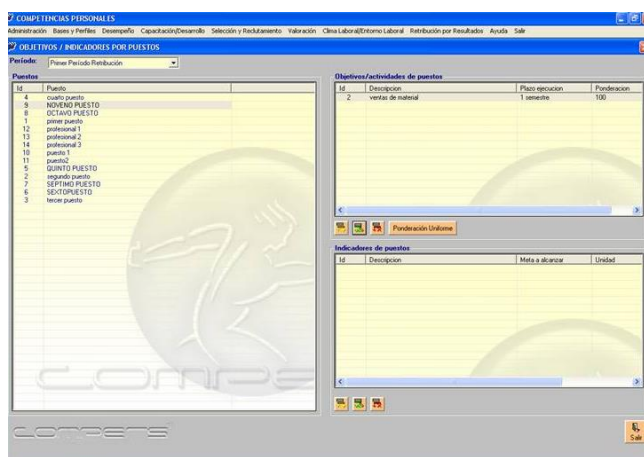 COMPETENCIAS PERSONALES
Administración Bases y Perfiles Desempeño Capacitación/Desarrollo Selección y Reclutamiento Valoración Clima Laboral/Entorno Laboral Retribución por Resultados Ayuda Salir
OBJETIVOS / INDICADORES POR PUESTOS
Período: Primer Período Retribución
Puestos
Id Puesto
4 cuarto puesto
9 NOVENO PUESTO
8 OCTAVO PUESTO
1 primer puesto
12 profesional 1
13 profesional 2
14 profesional 3
10 puesto 1
11 puesto2
5 QUINTO PUESTO
2 segundo puesto
7 SEPTIMO PUESTO
6 SEXTOPUESTO
3 tercer puesto
Objetivos/actividades de puestos
Id Descripcion Plazo ejecucion Ponderacion
2 ventas de material 1 semestre 100
Ponderación Uniforme
Indicadores de puestos
Id Descripcion Meta a alcanzar Unidad
COMPE
COMPERS
Salir